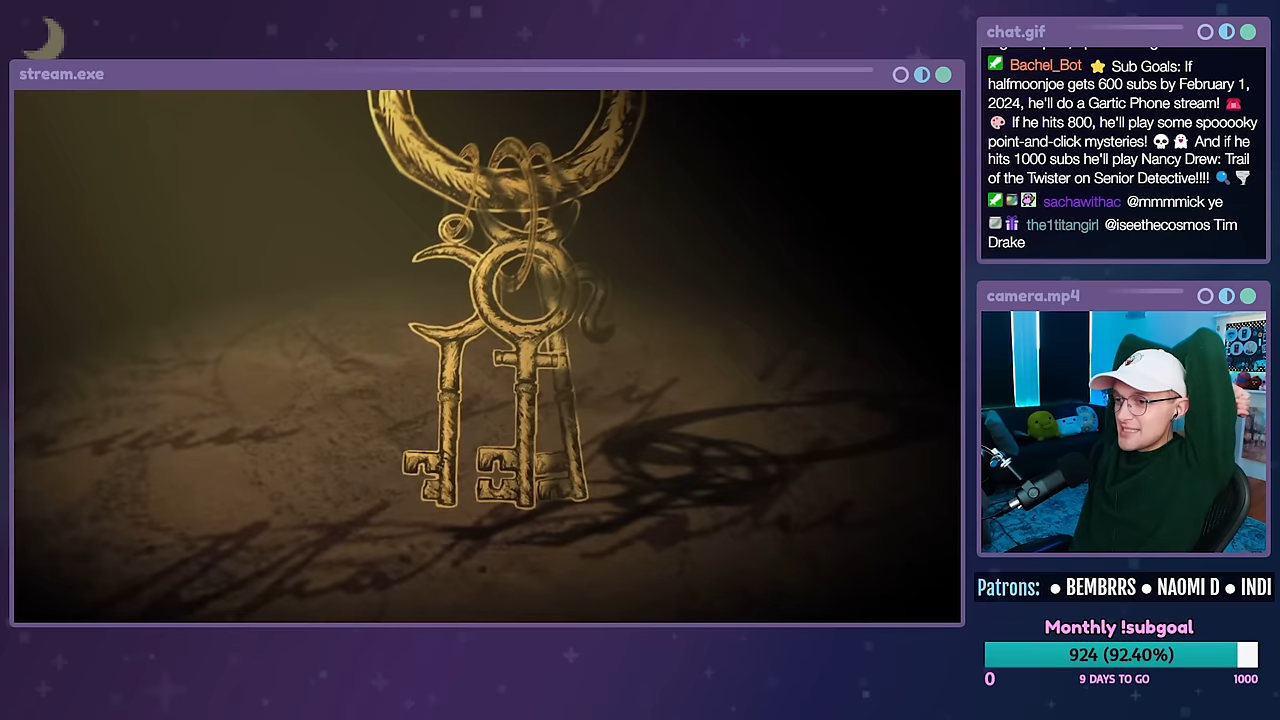 stream.exe
chat.gif
Bachel_Bot ⭐ Sub Goals: If
halfmoonjoe gets 600 subs by February 1,
2024, he'll do a Gartic Phone stream! ☎️
🎨 If he hits 800, he'll play some spooooky
point-and-click mysteries! 💀 👻 And if he
hits 1000 subs he'll play Nancy Drew: Trail
of the Twister on Senior Detective!!!! 🔍 🌪️
sachawithac @mmmmick ye
the1titangirl @iseethecosmos Tim
Drake
camera.mp4
Patrons: ● BEMBRRS ● NAOMI D ● INDI
Monthly !subgoal
924 (92.40%)
0 9 DAYS TO GO 1000